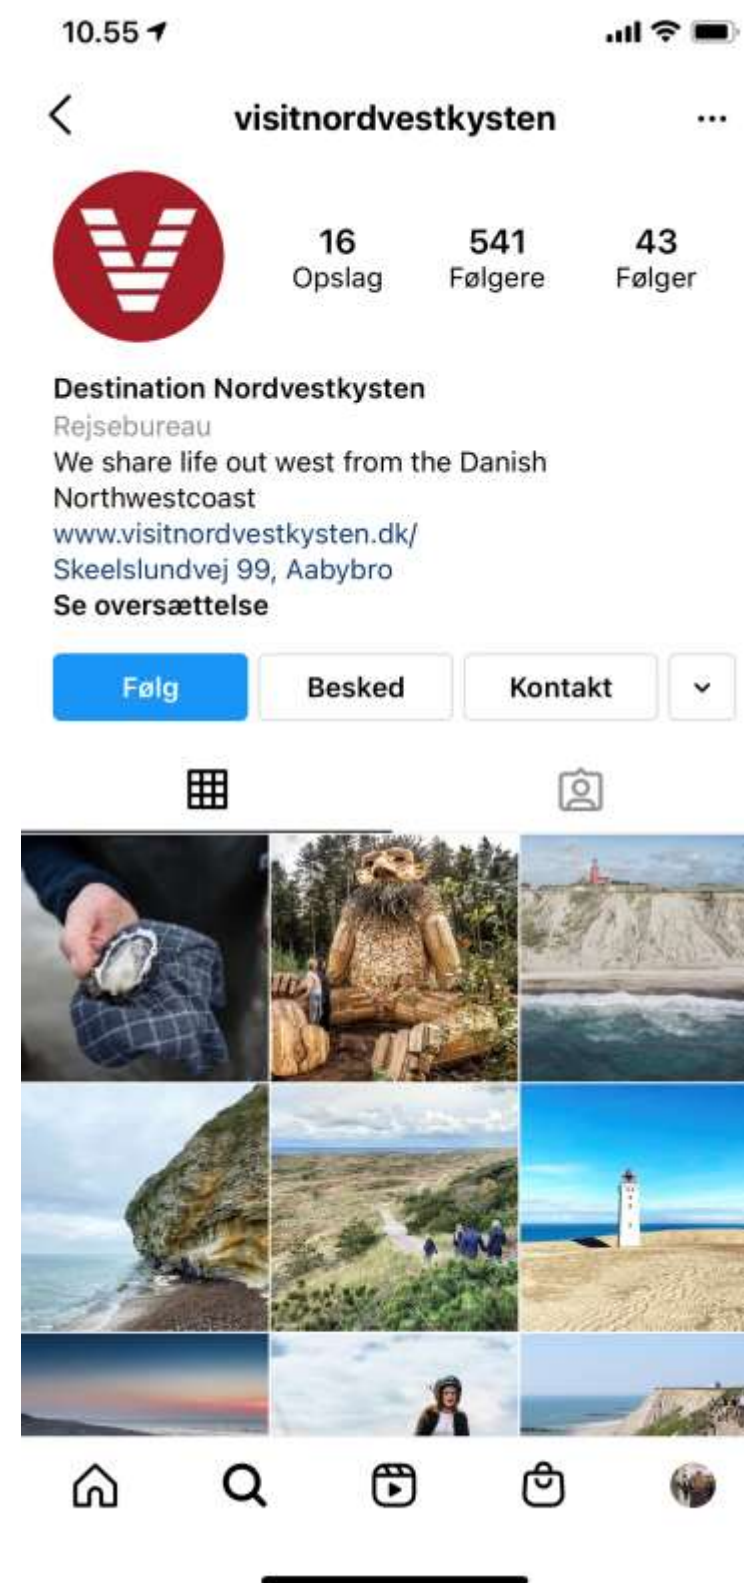 10.55
visitnordvestkysten
16 541 43
Opslag Følgere Følger
Destination Nordvestkysten
Rejsebureau
We share life out west from the Danish
Northwestcoast
www.visitnordvestkysten.dk/
Skeelslundvej 99, Aabybro
Se oversættelse
Følg Besked Kontakt